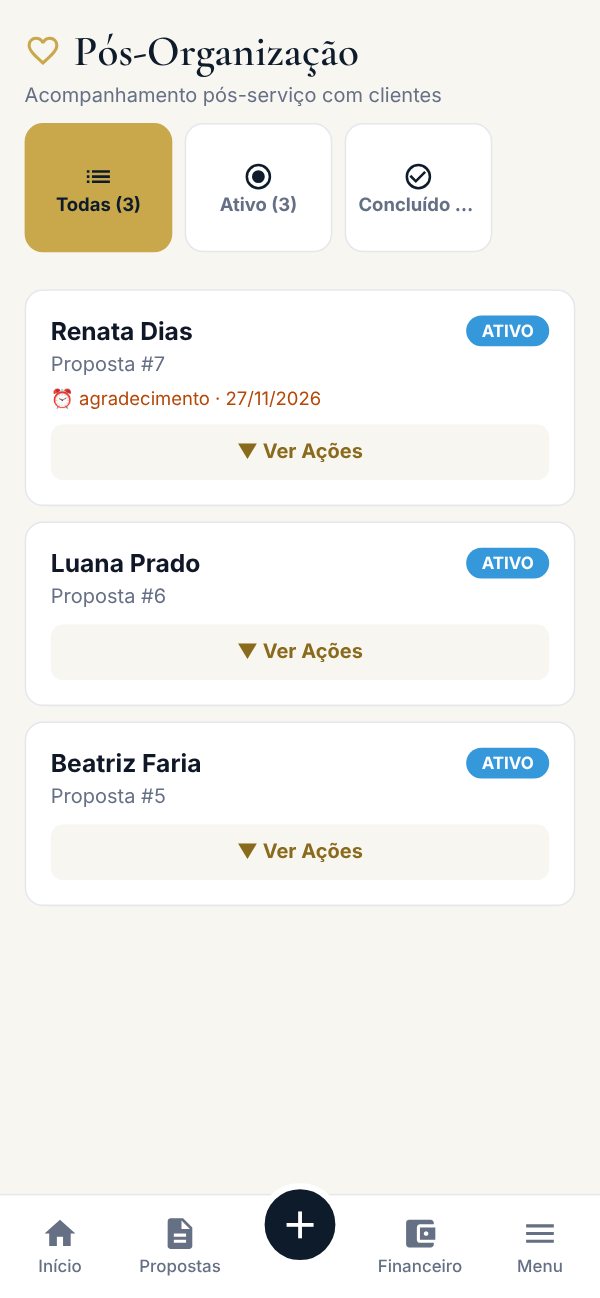 Pós-Organização
Acompanhamento pós-serviço com clientes
Todas (3)
Ativo (3)
Concluído ...
Renata Dias
ATIVO
Proposta #7
⏰ agradecimento · 27/11/2026
▼ Ver Ações
Luana Prado
ATIVO
Proposta #6
▼ Ver Ações
Beatriz Faria
ATIVO
Proposta #5
▼ Ver Ações
Início
Propostas
Financeiro
Menu